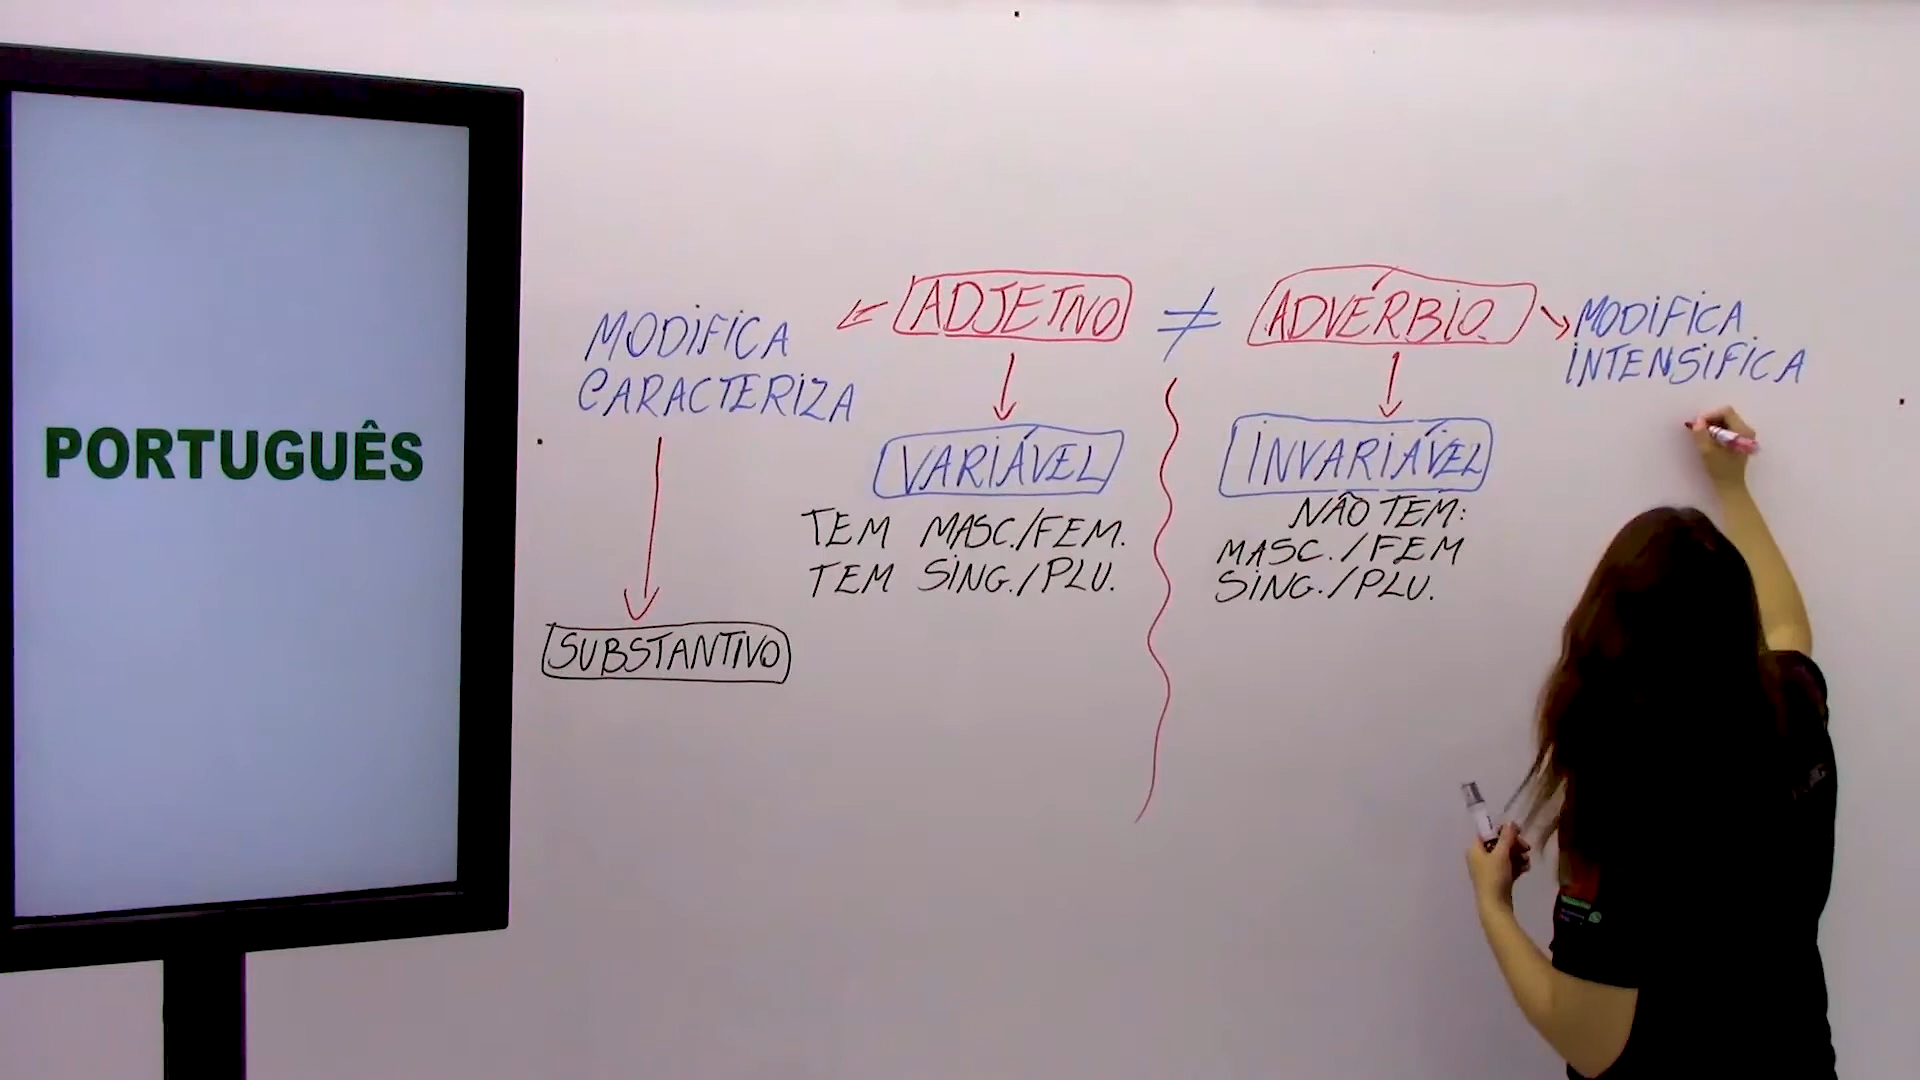 PORTUGUÊS
ADJETIVO ≠ ADVÉRBIO
MODIFICA
CARACTERIZA
SUBSTANTIVO
VARIÁVEL
TEM MASC./FEM.
TEM SING./PLU.
INVARIÁVEL
NÃO TEM:
MASC./FEM
SING./PLU.
MODIFICA
INTENSIFICA